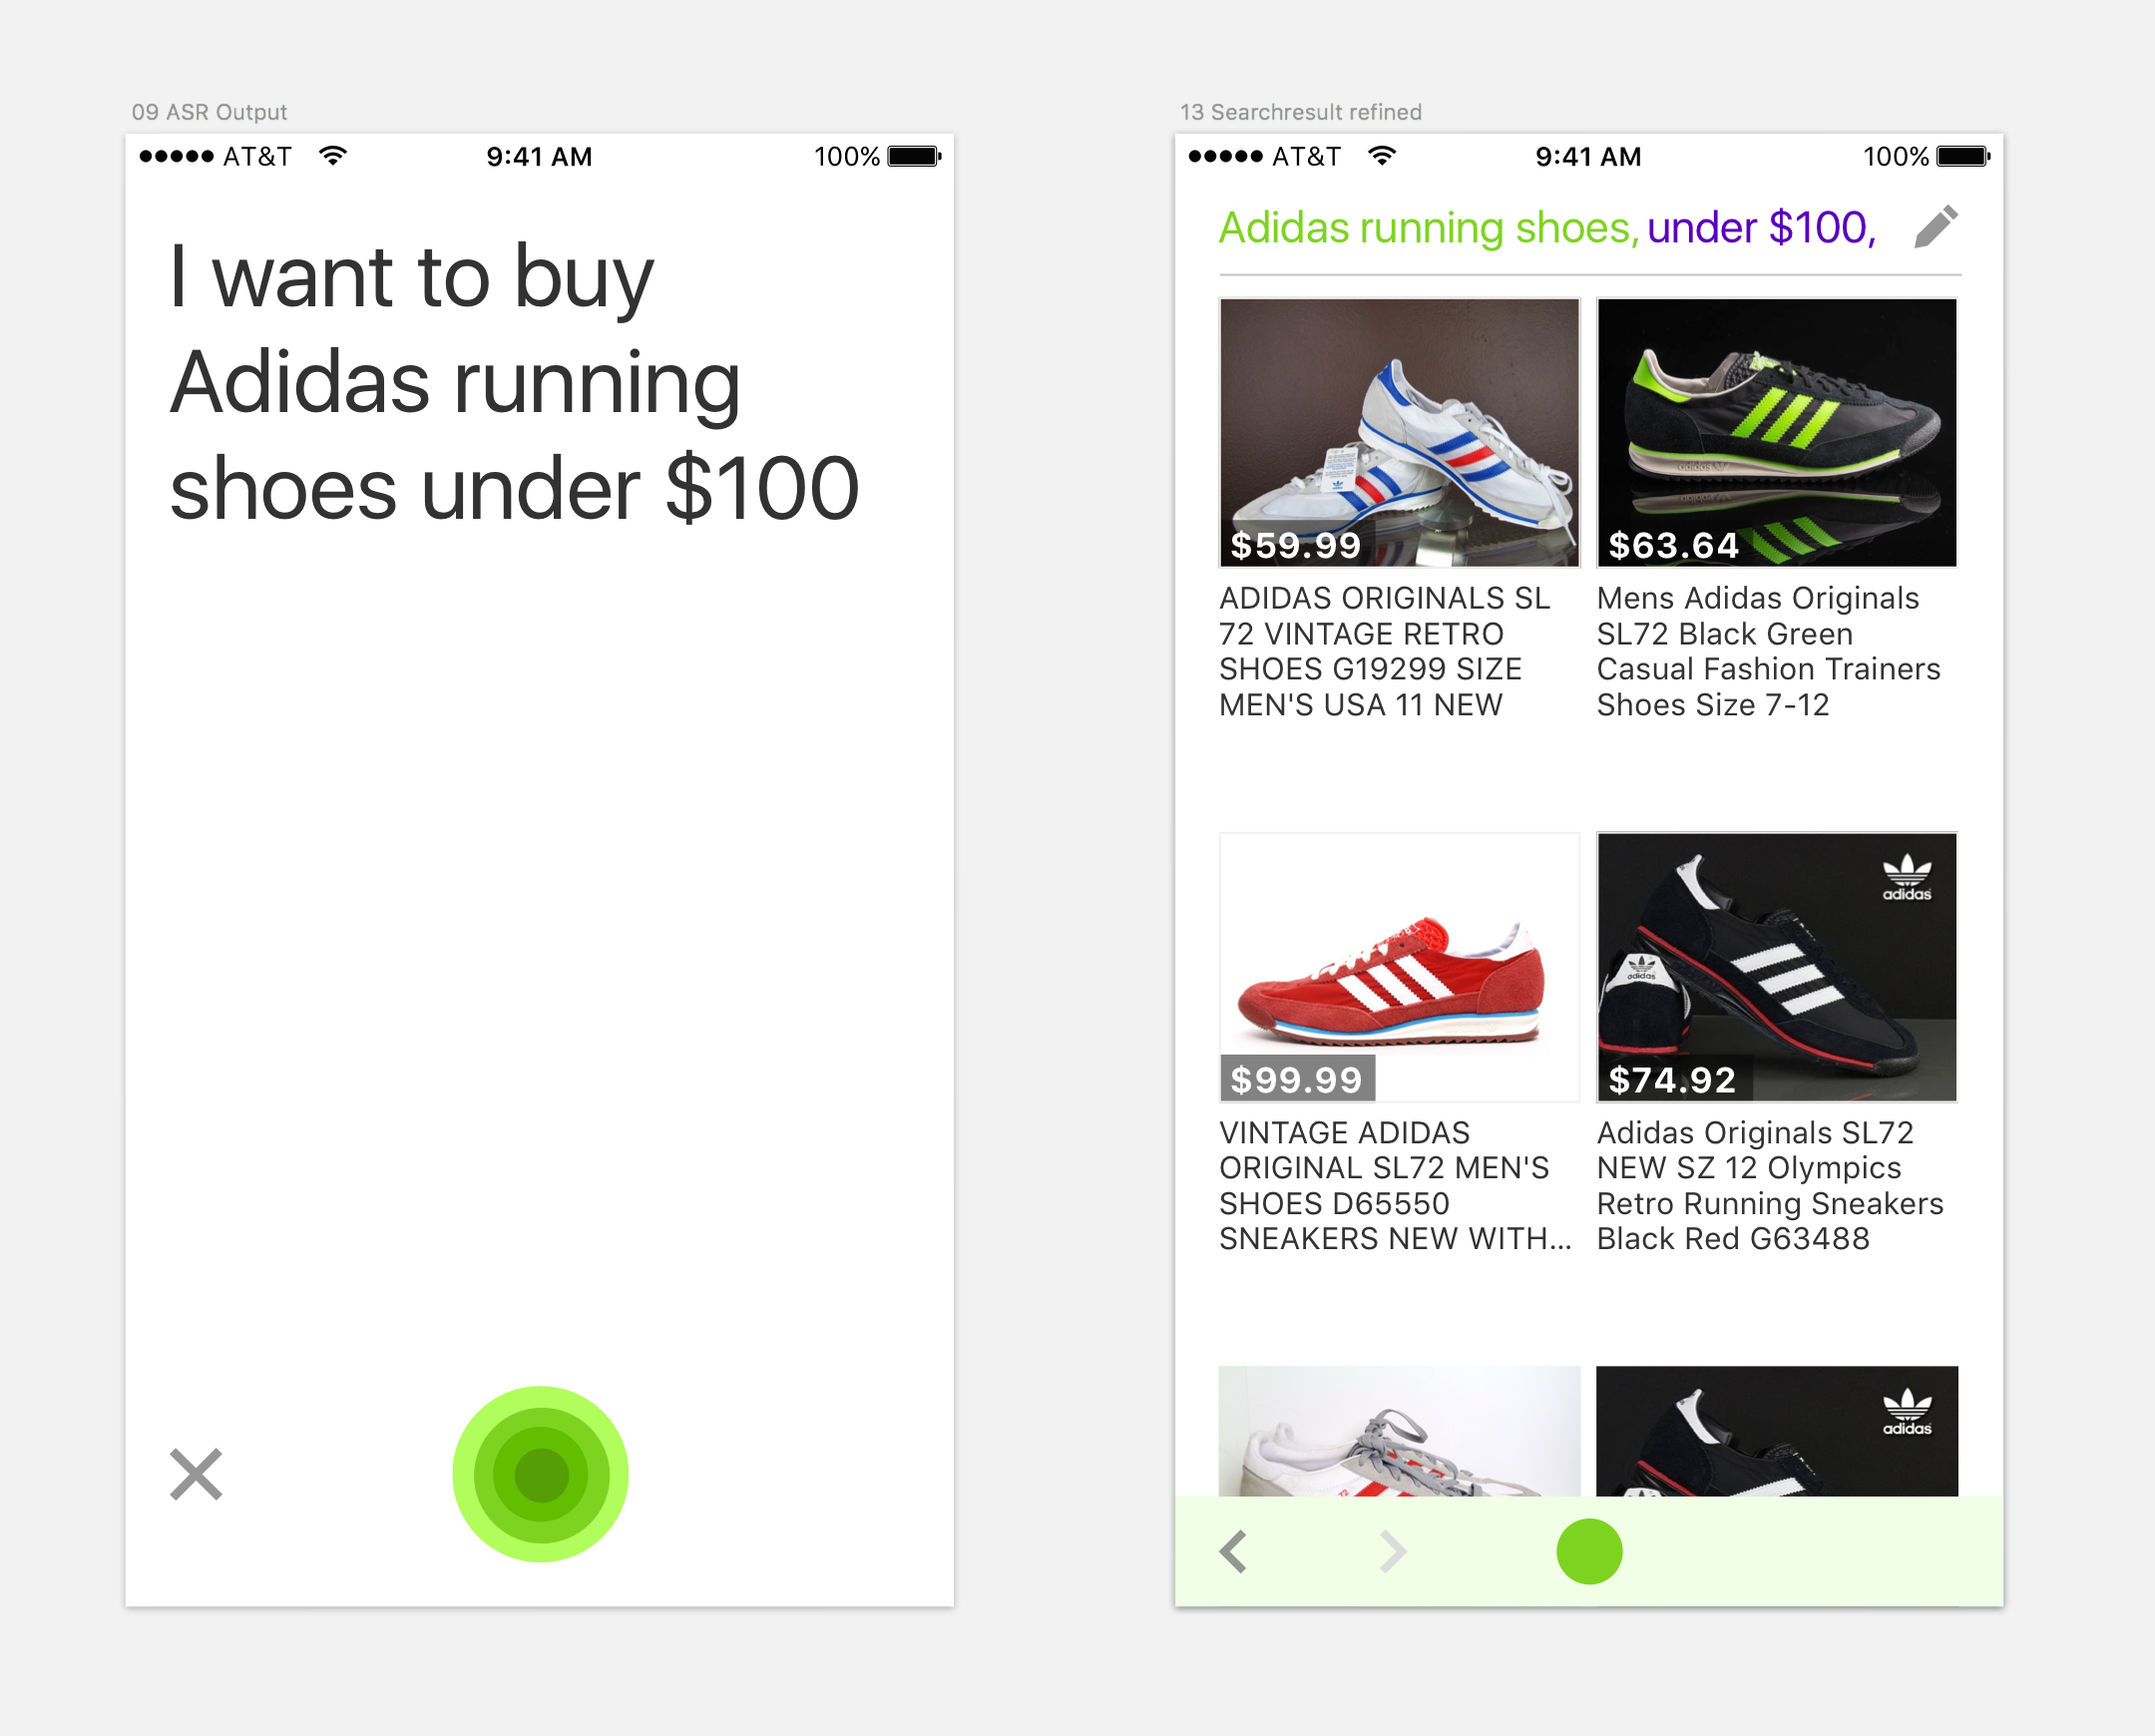 09 ASR Output
AT&T 9:41 AM 100%
I want to buy
Adidas running
shoes under $100
13 Searchresult refined
AT&T 9:41 AM 100%
Adidas running shoes, under $100,
$59.99
ADIDAS ORIGINALS SL
72 VINTAGE RETRO
SHOES G19299 SIZE
MEN'S USA 11 NEW
adidas
$63.64
Mens Adidas Originals
SL72 Black Green
Casual Fashion Trainers
Shoes Size 7-12
$99.99
VINTAGE ADIDAS
ORIGINAL SL72 MEN'S
SHOES D65550
SNEAKERS NEW WITH...
adidas
adidas
$74.92
Adidas Originals SL72
NEW SZ 12 Olympics
Retro Running Sneakers
Black Red G63488
72
adidas